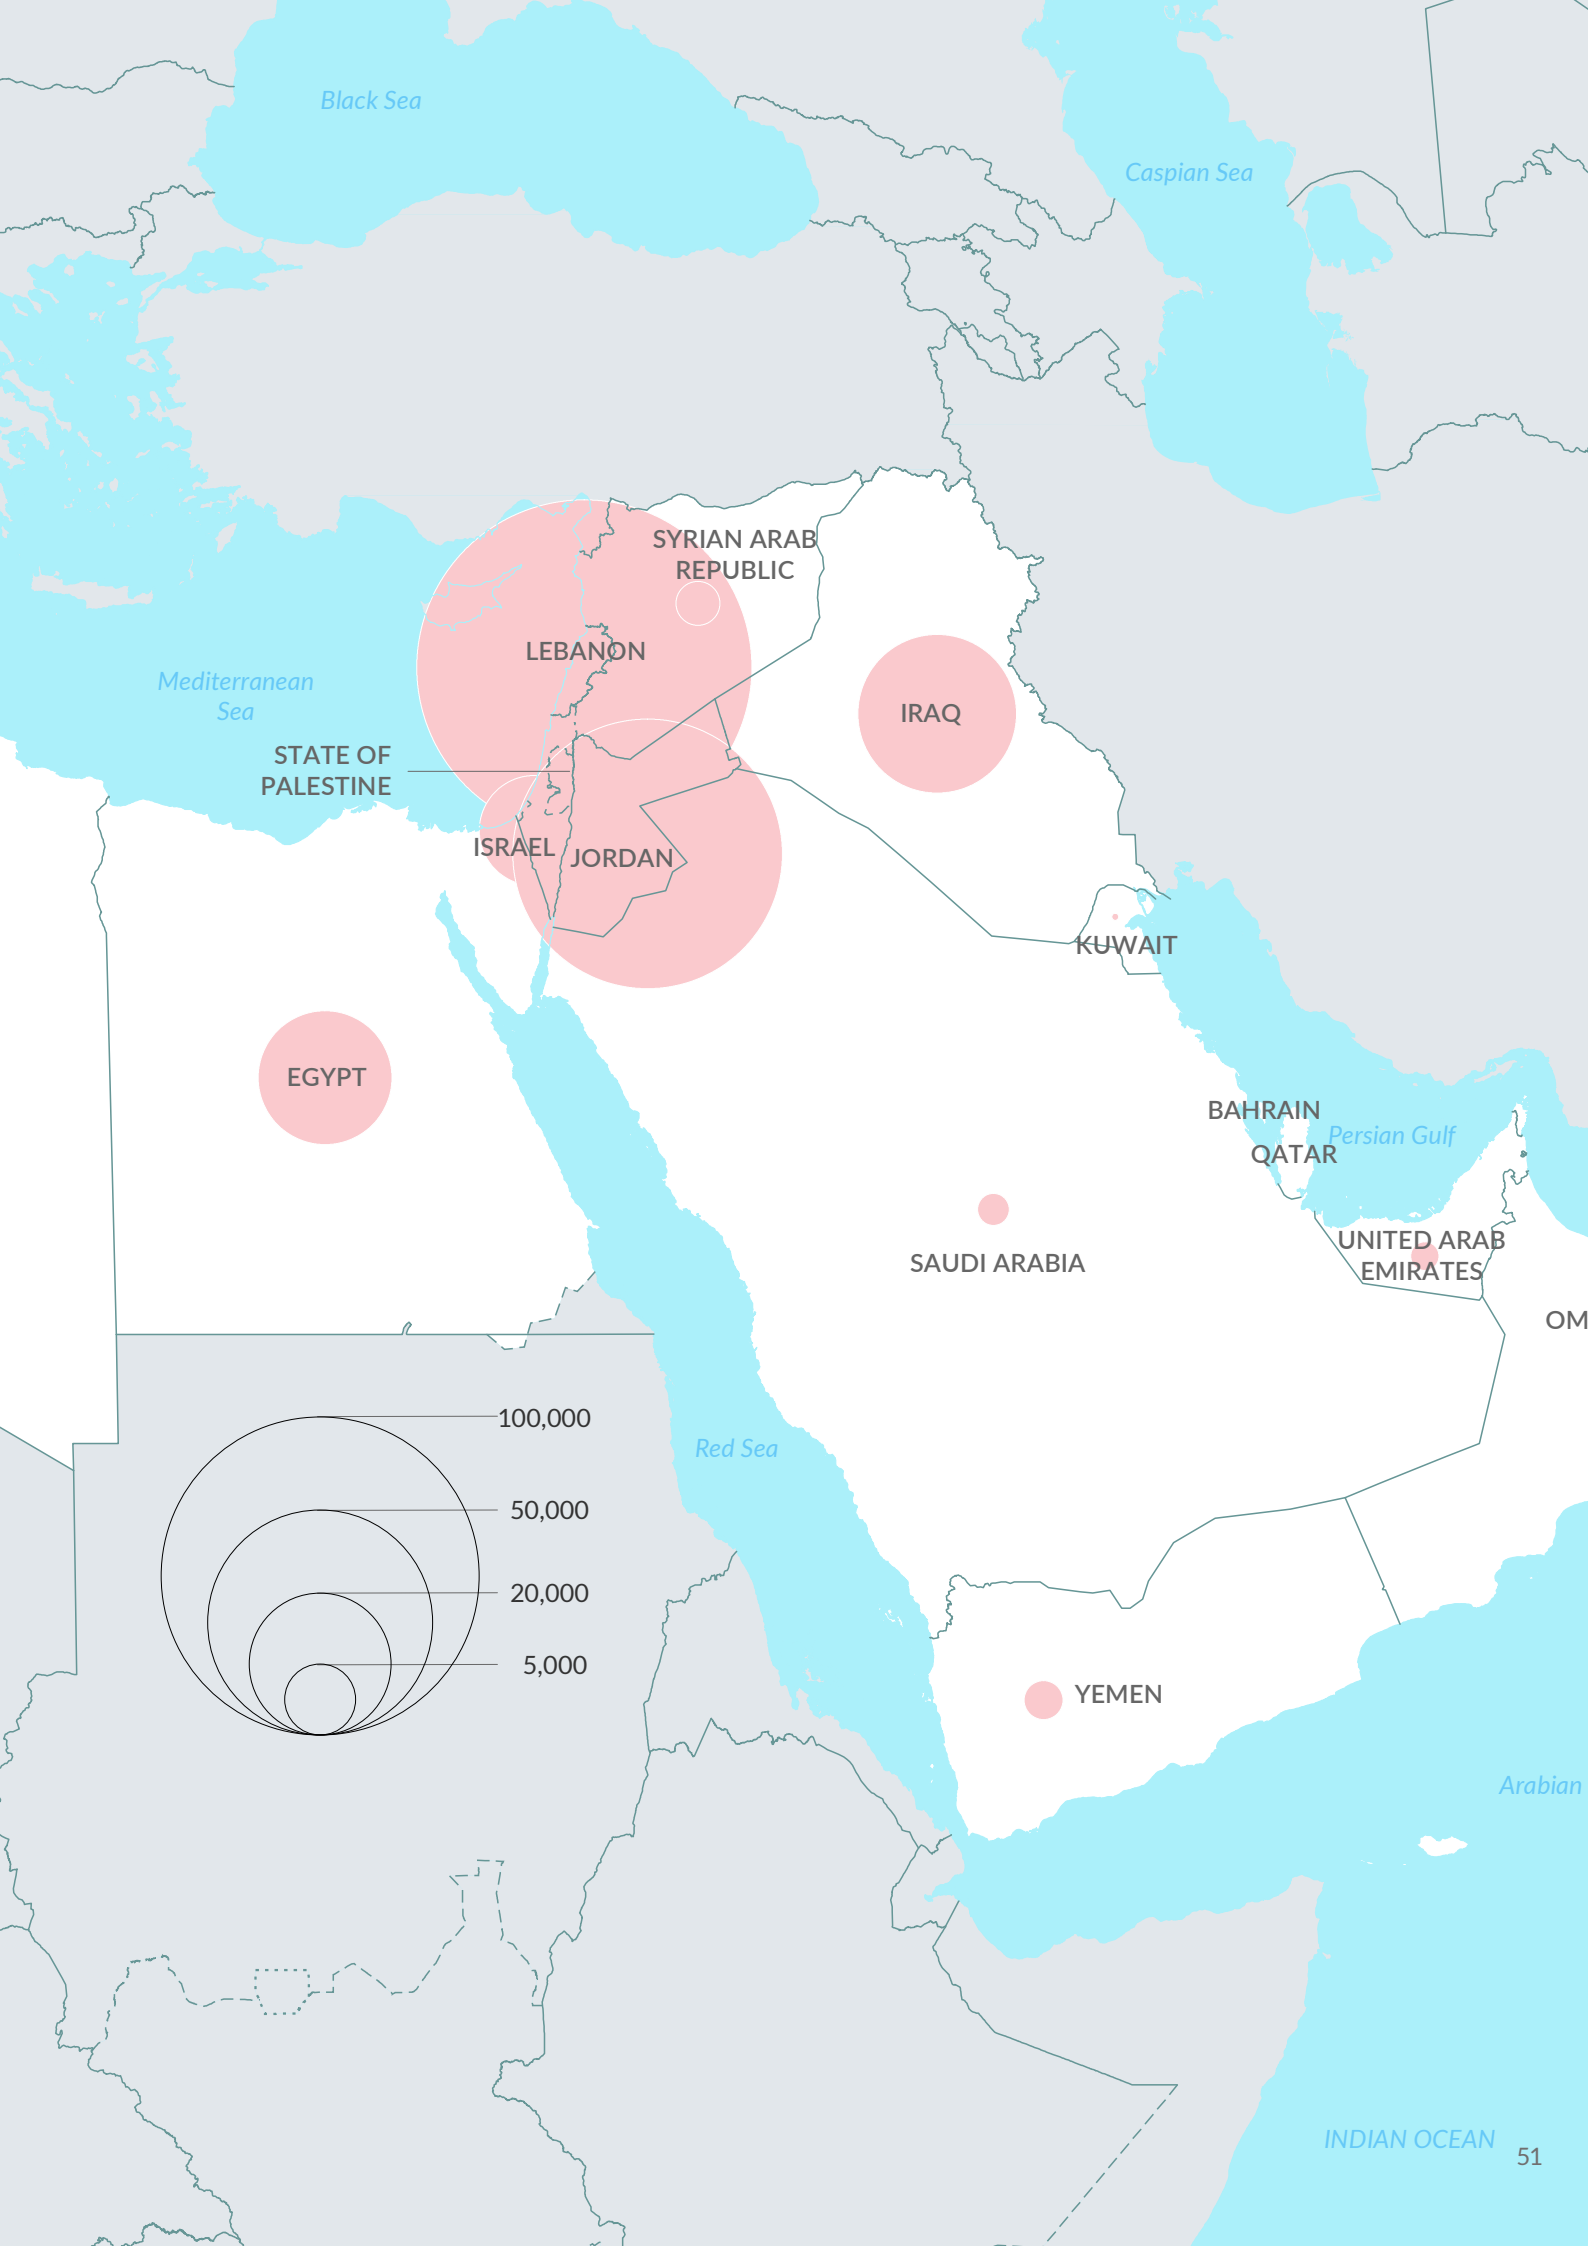 Black Sea
Caspian Sea
SYRIAN ARAB
REPUBLIC
LEBANON
Mediterranean
Sea
IRAQ
STATE OF
PALESTINE
ISRAEL
JORDAN
KUWAIT
EGYPT
BAHRAIN
Persian Gulf
QATAR
SAUDI ARABIA
UNITED ARAB
EMIRATES
OM
100,000
Red Sea
50,000
20,000
5,000
YEMEN
Arabian
INDIAN OCEAN
51